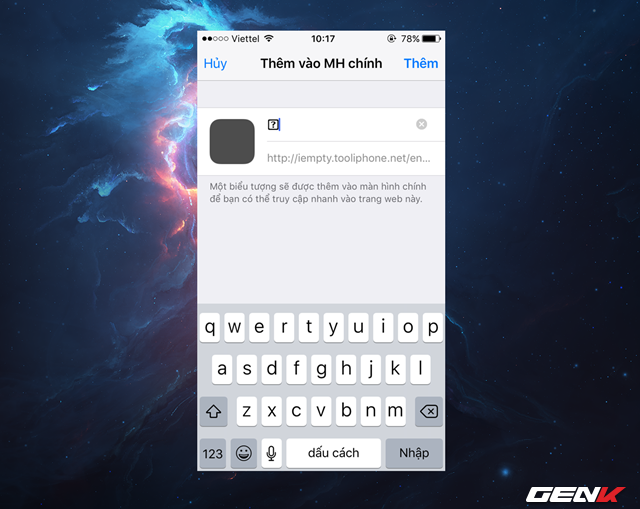 Viettel 10:17 78%
Hủy Thêm vào MH chính Thêm
?
http://iempty.tooliphone.net/en...
Một biểu tượng sẽ được thêm vào màn hình chính
để bạn có thể truy cập nhanh vào trang web này.
q w e r t y u i o p
a s d f g h j k l
z x c v b n m
123 dấu cách Nhập
GENK